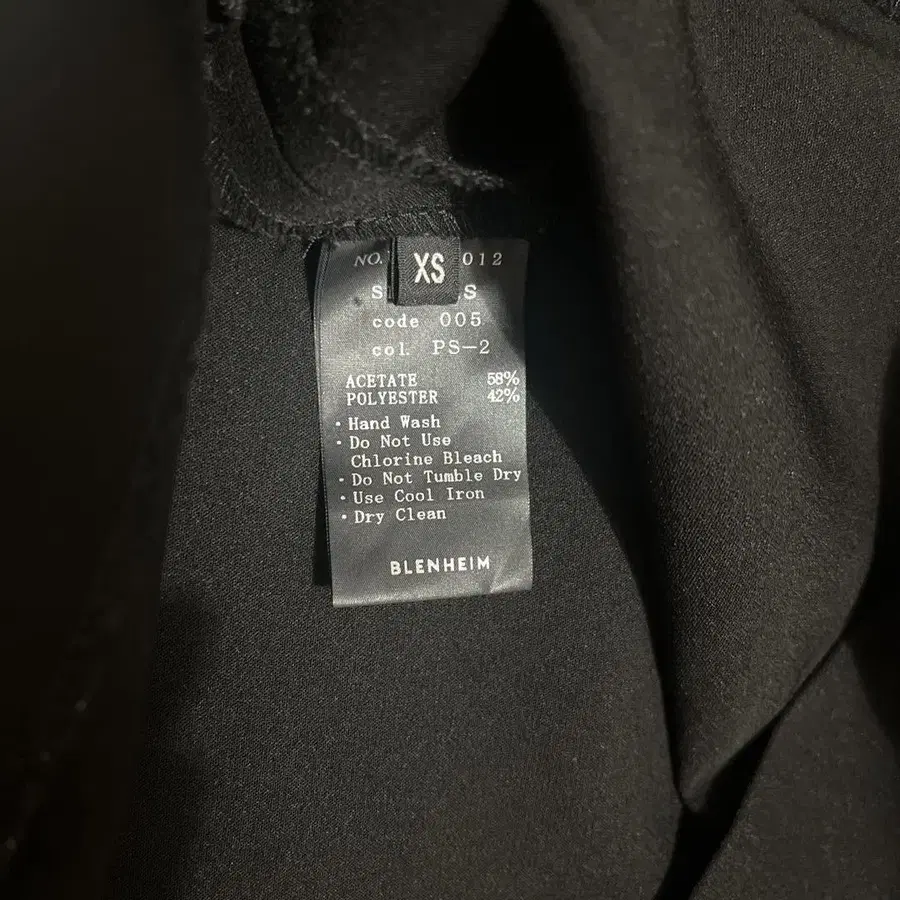 NO. 012
XS
S S
code 005
col. PS-2
ACETATE 58%
POLYESTER 42%
・Hand Wash
・Do Not Use
Chlorine Bleach
・Do Not Tumble Dry
・Use Cool Iron
・Dry Clean
BLENHEIM